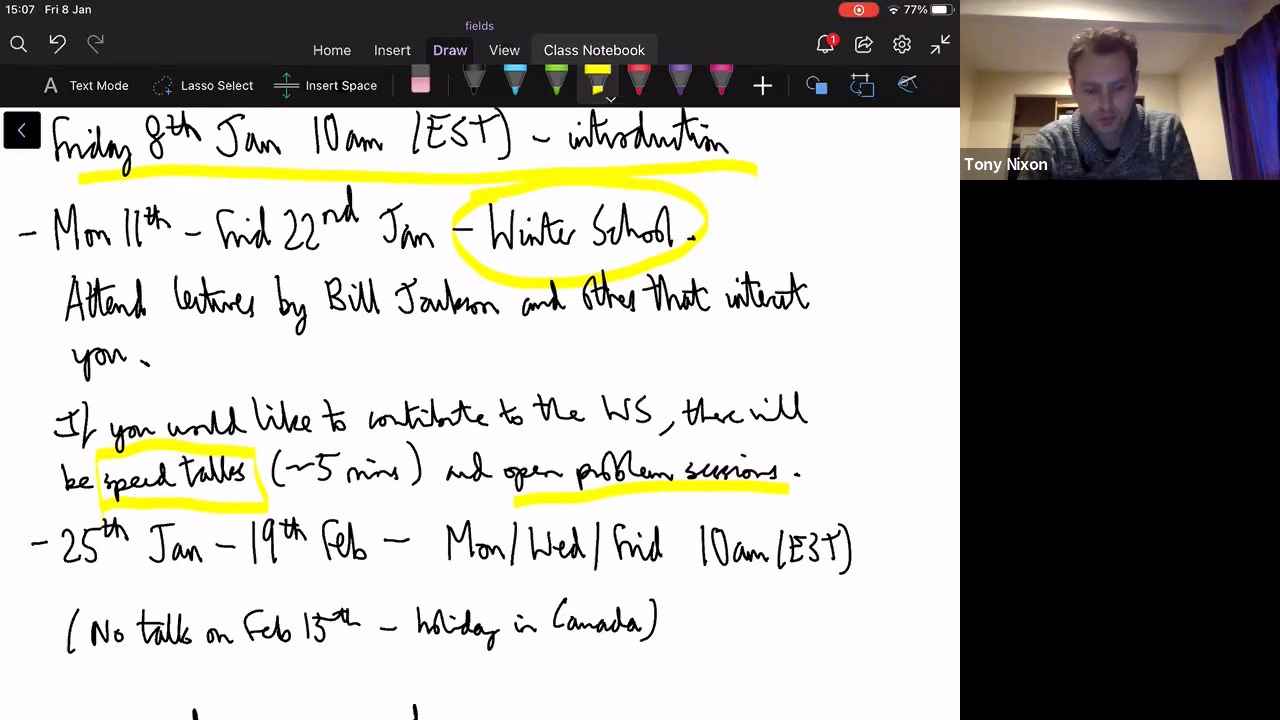 15:07 Fri 8 Jan
77%
fields
Home Insert Draw View Class Notebook
1
A Text Mode Lasso Selecting Insert Space
Friday 8th Jan 10am (EST) - introduction
- Mon 11th - Frid 22nd Jan - Winter School.
Attend lectures by Bill Jackson and others that interest
you.
If you would like to contribute to the WS, there will
be speed talks (~5 mins) and open problem sessions.
- 25th Jan - 19th Feb - Mon/Wed/Frid 10am (EST)
(No talks on Feb 15th - holiday in Canada)
Tony Nixon